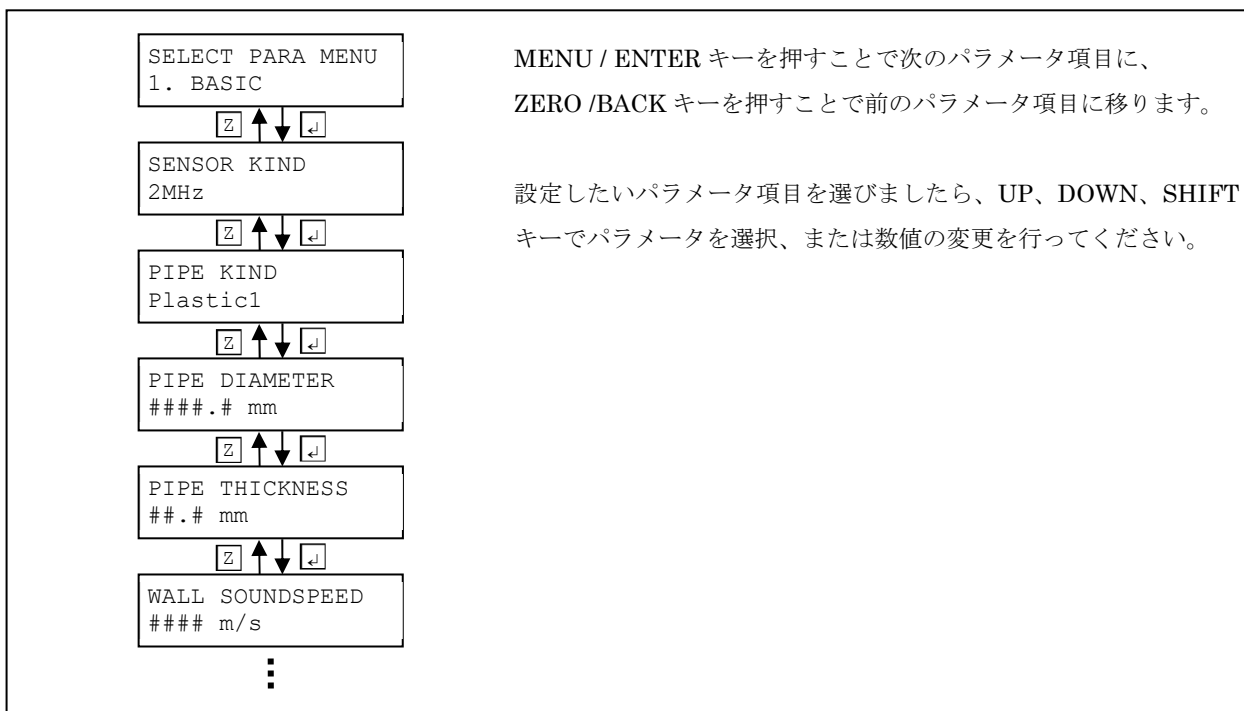 SELECT PARA MENU
1. BASIC
Z ↵
SENSOR KIND
2MHz
Z ↵
PIPE KIND
Plastic1
Z ↵
PIPE DIAMETER
####.# mm
Z ↵
PIPE THICKNESS
##.# mm
Z ↵
WALL SOUNDSPEED
#### m/s
MENU / ENTER キーを押すことで次のパラメータ項目に、
ZERO /BACK キーを押すことで前のパラメータ項目に移ります。
設定したいパラメータ項目を選びましたら、UP、DOWN、SHIFT
キーでパラメータを選択、または数値の変更を行ってください。